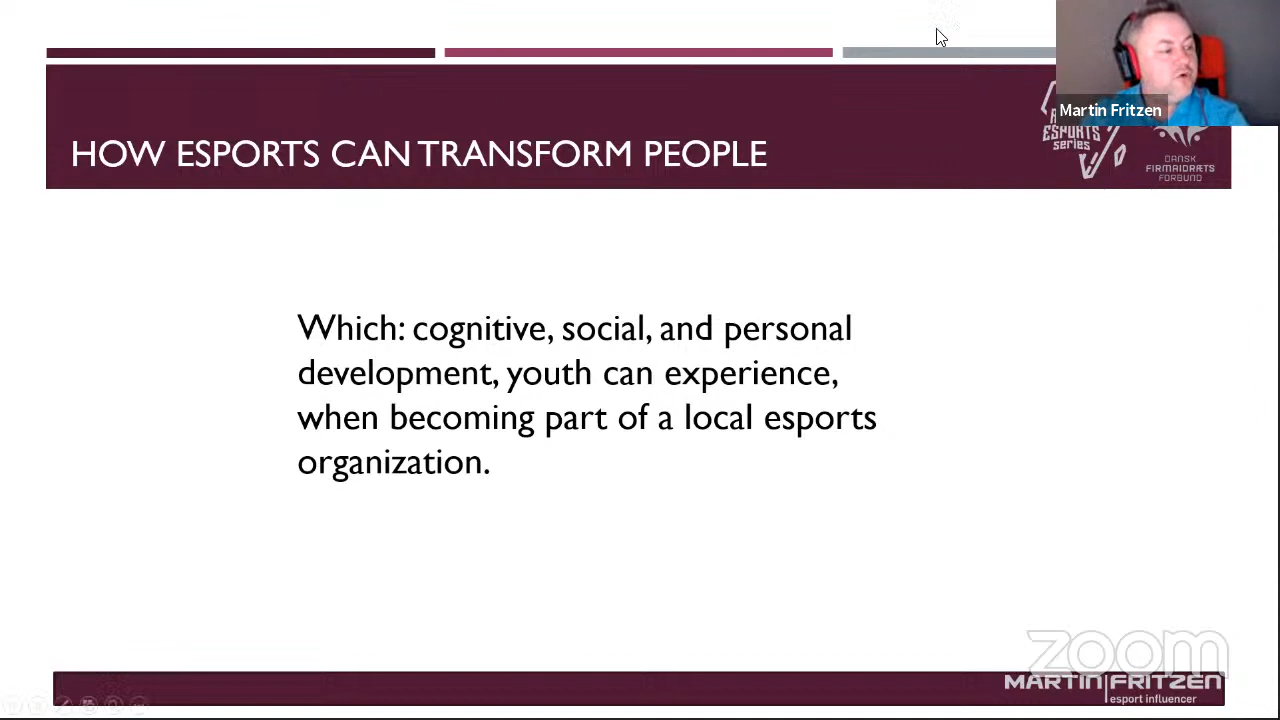 Martin Fritzen
HOW ESPORTS CAN TRANSFORM PEOPLE
ESPORTS
series
DANSK
FIRMAIDRÆTS
FORBUND
Which: cognitive, social, and personal
development, youth can experience,
when becoming part of a local esports
organization.
zoom
MARTIN FRITZEN
esport influencer